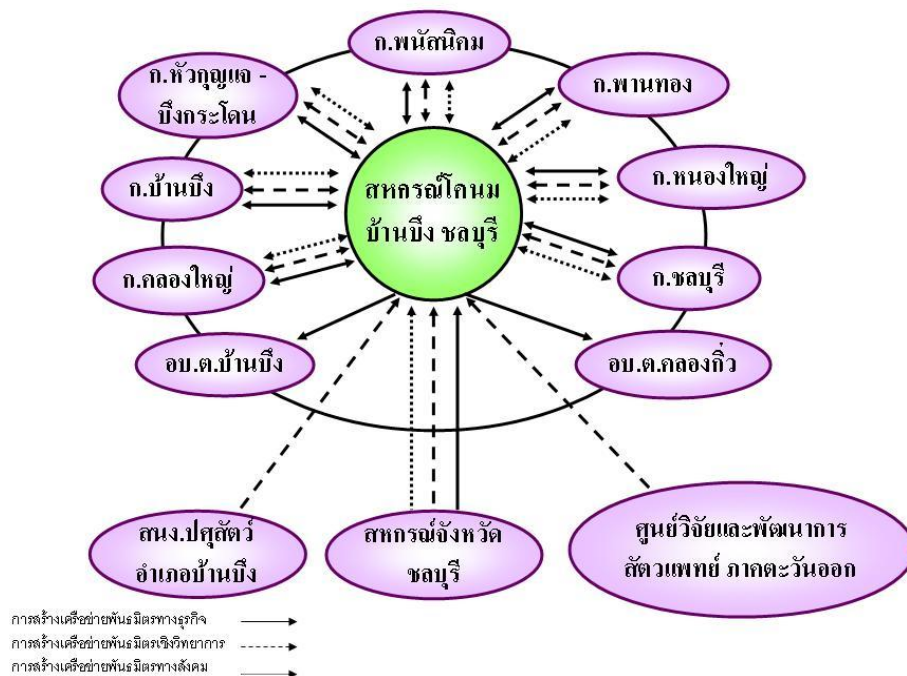 ก.พนัสนิคม
ก.หัวกุญแจ -
บึงกระโดน
ก.พานทอง
สหกรณ์โคนม
บ้านบึง ชลบุรี
ก.บ้านบึง
ก.หนองใหญ่
ก.คลองใหญ่
ก.ชลบุรี
อบ.ต.บ้านบึง
อบ.ต.คลองกิ่ว
สนง.ปศุสัตว์
อำเภอบ้านบึง
สหกรณ์จังหวัด
ชลบุรี
ศูนย์วิจัยและพัฒนาการ
สัตวแพทย์ ภาคตะวันออก
การสร้างเครือข่ายพันธมิตรทางธุรกิจ
การสร้างเครือข่ายพันธมิตรเชิงวิทยาการ
การสร้างเครือข่ายพันธมิตรทางสังคม